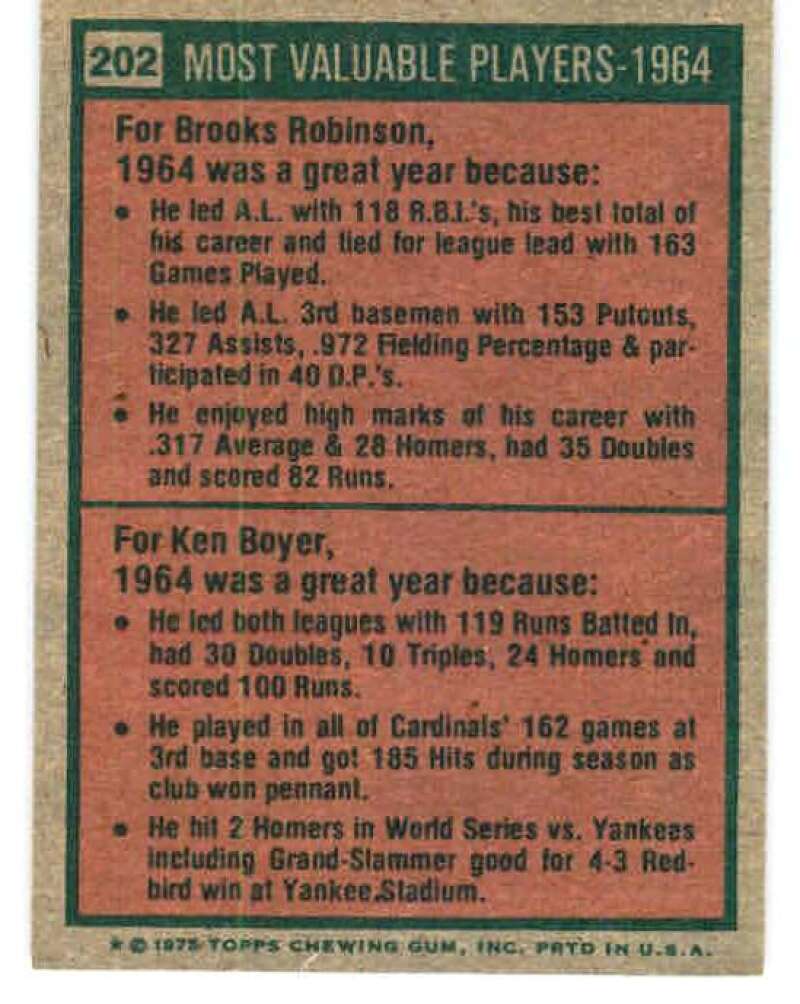 202 MOST VALUABLE PLAYERS-1964
For Brooks Robinson,
1964 was a great year because:
• He led A.L. with 118 R.B.I.'s, his best total of
his career and tied for league lead with 163
Games Played.
• He led A.L. 3rd basemen with 153 Putouts,
327 Assists, .972 Fielding Percentage & par-
ticipated in 40 D.P.'s.
• He enjoyed high marks of his career with
.317 Average & 28 Homers, had 35 Doubles
and scored 82 Runs.
For Ken Boyer,
1964 was a great year because:
• He led both leagues with 119 Runs Batted In,
had 30 Doubles, 10 Triples, 24 Homers and
scored 100 Runs.
• He played in all of Cardinals' 162 games at
3rd base and got 185 Hits during season as
club won pennant.
• He hit 2 Homers in World Series vs. Yankees
including Grand-Slammer good for 4-3 Red-
bird win at Yankee Stadium.
★ © 1975 TOPPS CHEWING GUM, INC. PRTD IN U.S.A.